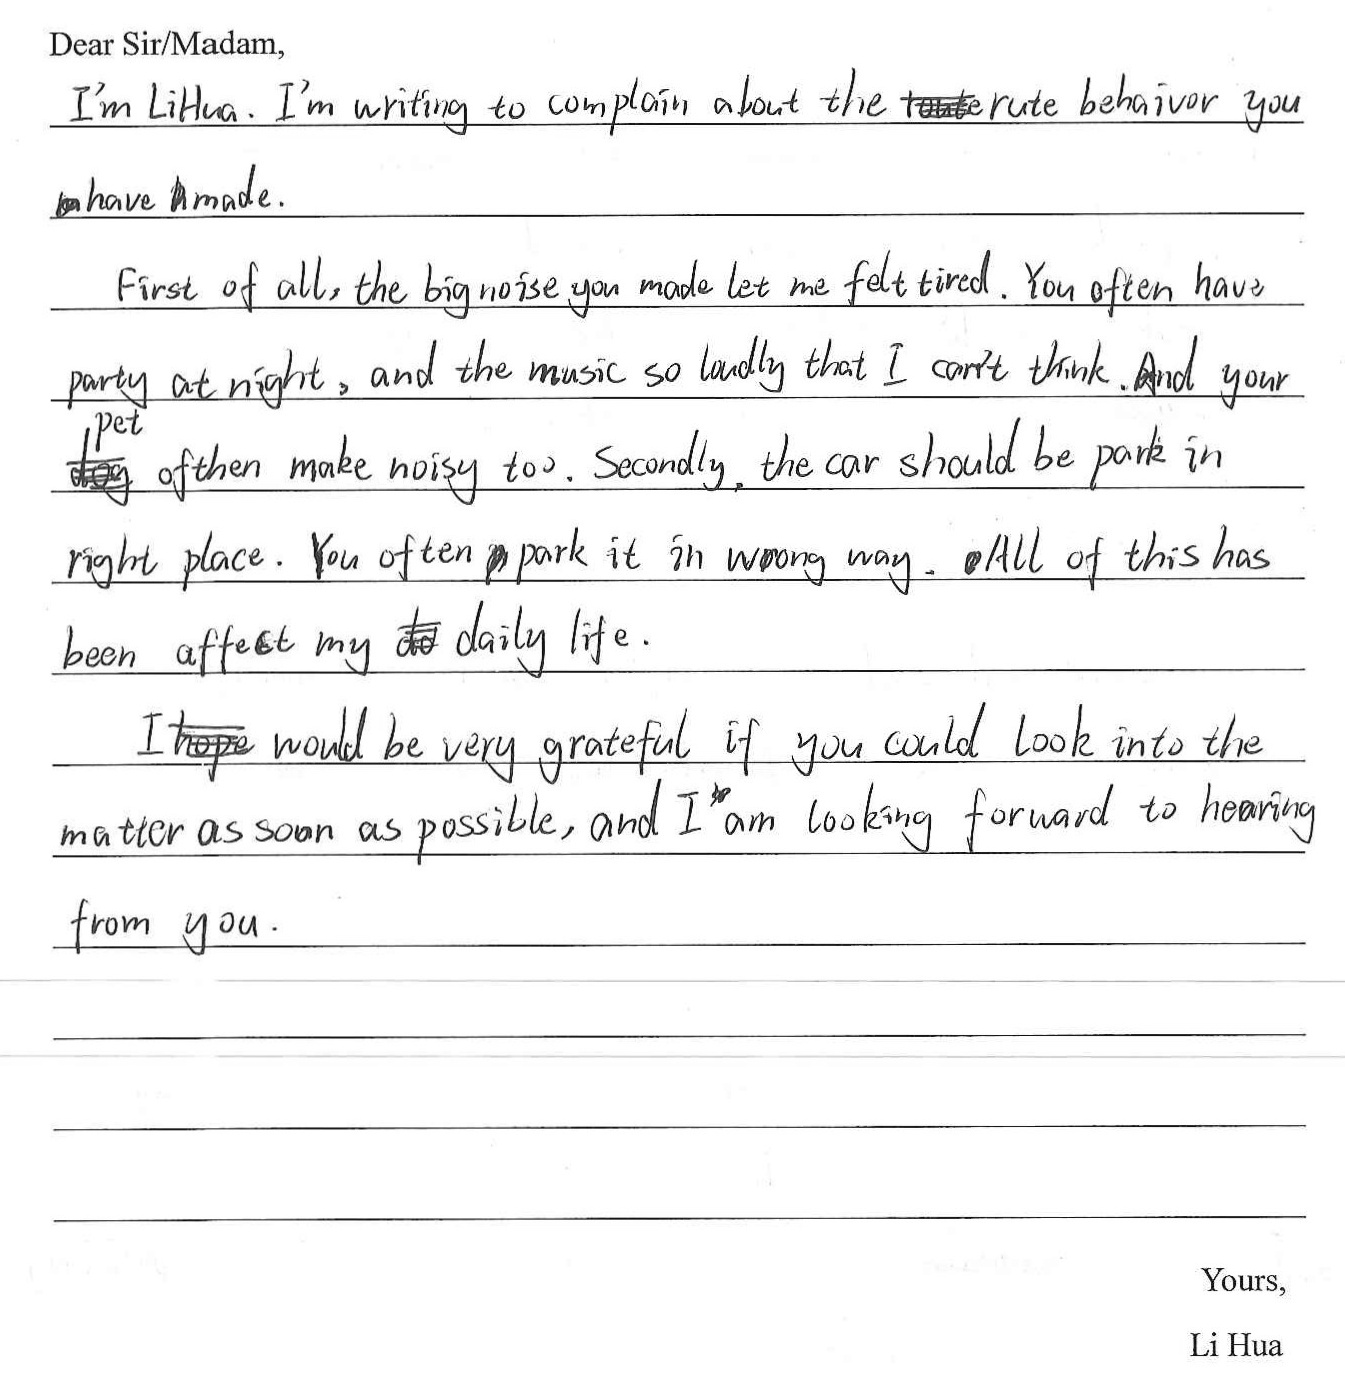 Dear Sir/Madam,
I'm LiHua. I'm writing to complain about the rute behaivor you
have made.
First of all, the big noise you made let me felt tired. You often have
party at night, and the music so loudly that I can't think. And your
pet
ofthen make noisy too. Secondly, the car should be park in
right place. You often park it in wrong way. All of this has
been affect my daily life.
I would be very grateful if you could look into the
matter as soon as possible, and I am looking forward to hearing
from you.
Yours,
Li Hua